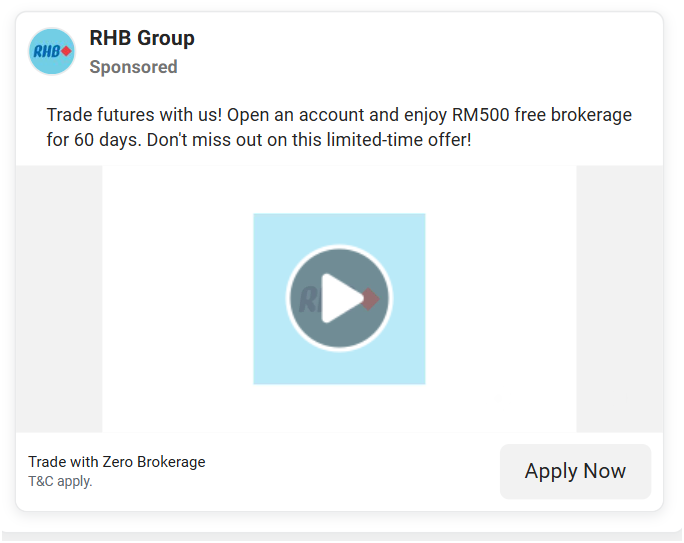 RHB
RHB Group
Sponsored
Trade futures with us! Open an account and enjoy RM500 free brokerage
for 60 days. Don't miss out on this limited-time offer!
Trade with Zero Brokerage
T&C apply.
Apply Now